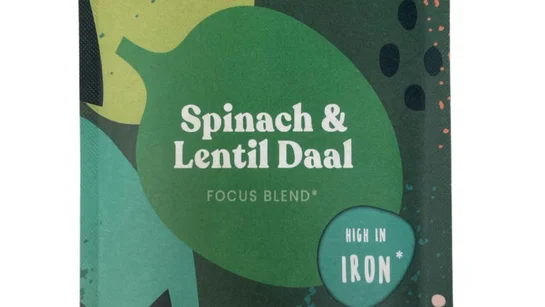 Spinach &
Lentil Daal
FOCUS BLEND*
HIGH IN
IRON*